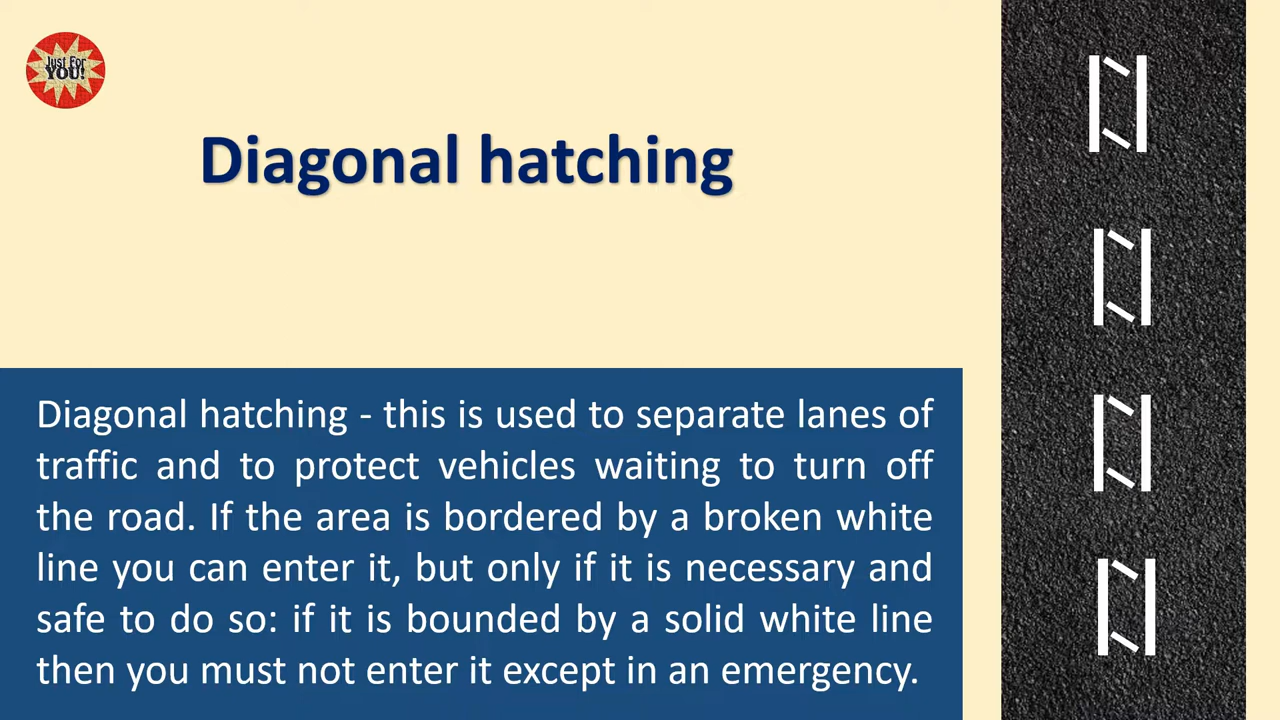 Just For
YOU!
Diagonal hatching
Diagonal hatching - this is used to separate lanes of
traffic and to protect vehicles waiting to turn off
the road. If the area is bordered by a broken white
line you can enter it, but only if it is necessary and
safe to do so: if it is bounded by a solid white line
then you must not enter it except in an emergency.